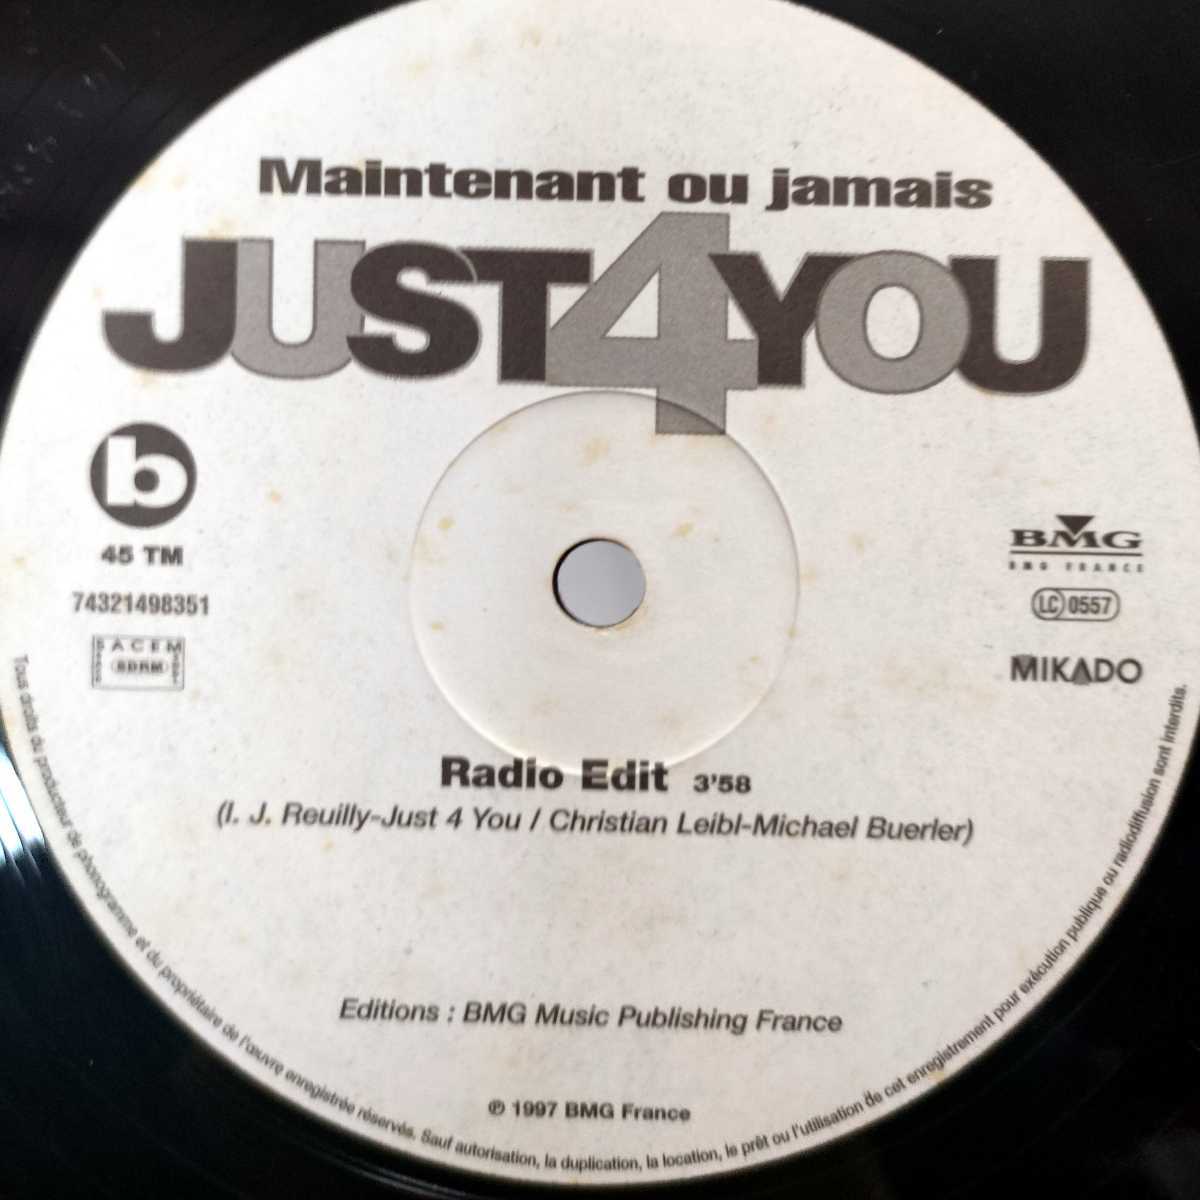 Maintenant ou jamais
JUST4YOU
b
45 TM
74321498351
SACEM
SDRM
BMG
BMG FRANCE
LC 0557
MIKADO
Radio Edit 3'58
(I. J. Reuilly-Just 4 You / Christian Leibl-Michael Buerler)
Editions : BMG Music Publishing France
℗ 1997 BMG France
Tous droits du producteur de phonogramme et du propriétaire de l'œuvre enregistrée réservés. Sauf autorisation, la duplication, la location, le prêt ou l'utilisation de cet enregistrement pour exécution publique ou radiodiffusion sont interdits.